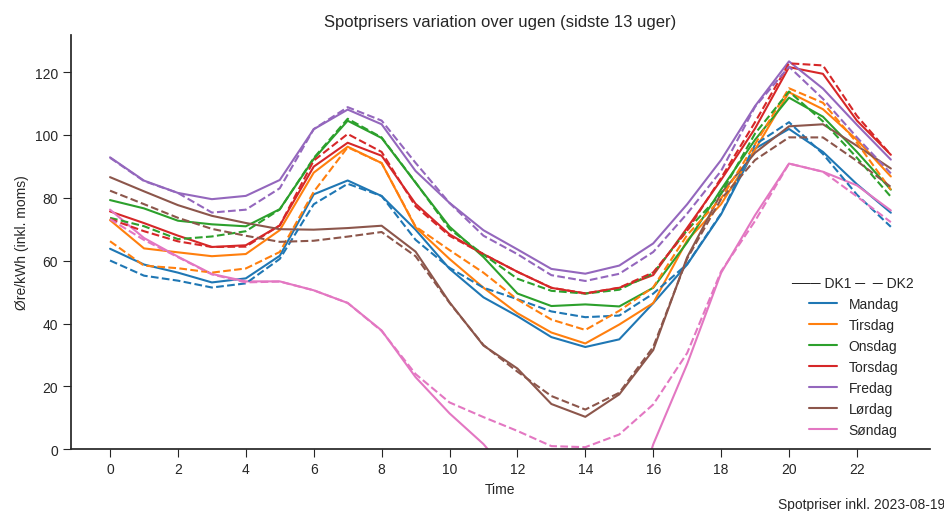 Spotprisers variation over ugen (sidste 13 uger)
Øre/kWh (inkl. moms)
120
100
80
60
40
20
0
0 2 4 6 8 10 12 14 16 18 20 22
Time
DK1 DK2
Mandag
Tirsdag
Onsdag
Torsdag
Fredag
Lørdag
Søndag
Spotpriser inkl. 2023-08-19